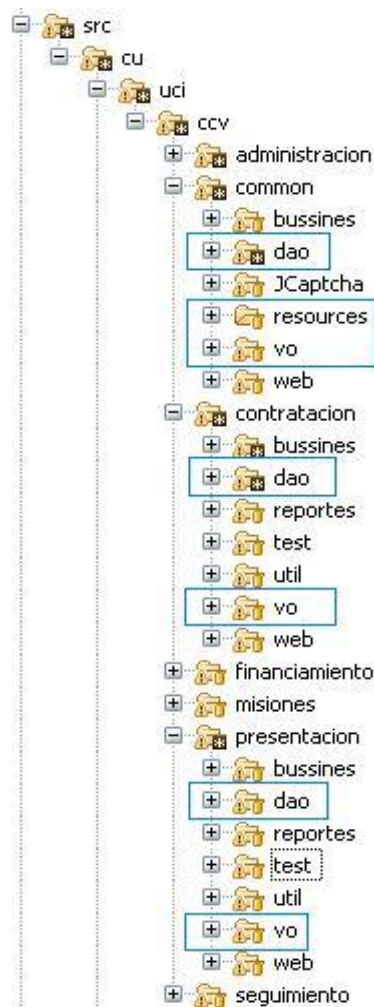 src
cu
uci
ccv
administracion
common
bussines
dao
JCaptcha
resources
vo
web
contratacion
bussines
dao
reportes
test
util
vo
web
financiamiento
misiones
presentacion
bussines
dao
reportes
test
util
vo
web
seguimiento